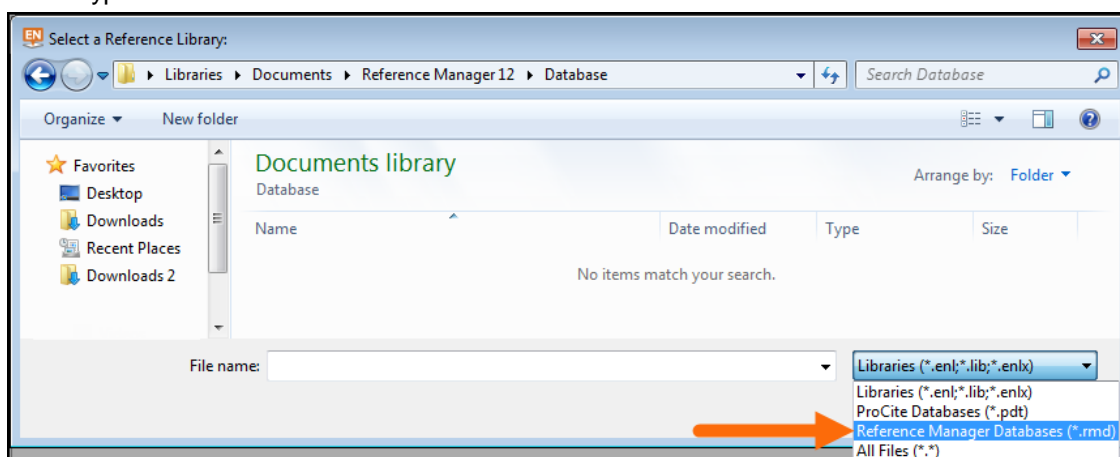 EN Select a Reference Library:
Libraries Documents Reference Manager 12 Database Search Database
Organize New folder
Favorites
Desktop
Downloads
Recent Places
Downloads 2
Documents library
Database
Arrange by: Folder
Name Date modified Type Size
No items match your search.
File name: Libraries (*.enl;*.lib;*.enlx)
Libraries (*.enl;*.lib;*.enlx)
ProCite Databases (*.pdt)
Reference Manager Databases (*.rmd)
All Files (*.*)